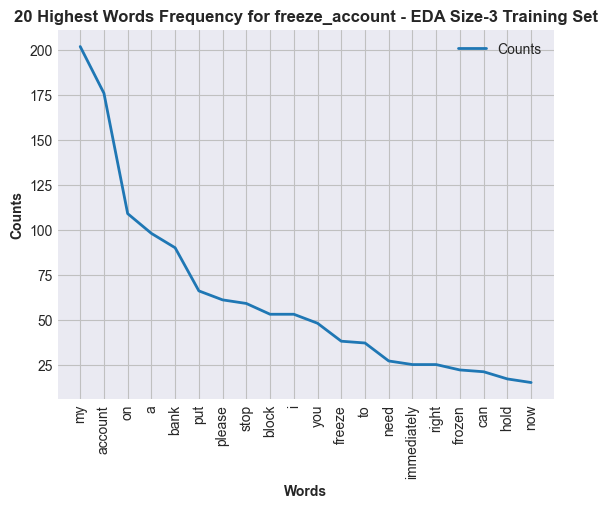 20 Highest Words Frequency for freeze_account - EDA Size-3 Training Set
Counts
200
175
150
125
100
75
50
25
Counts
my
account
on
a
bank
put
please
stop
block
i
you
freeze
to
need
immediately
right
frozen
can
hold
now
Words